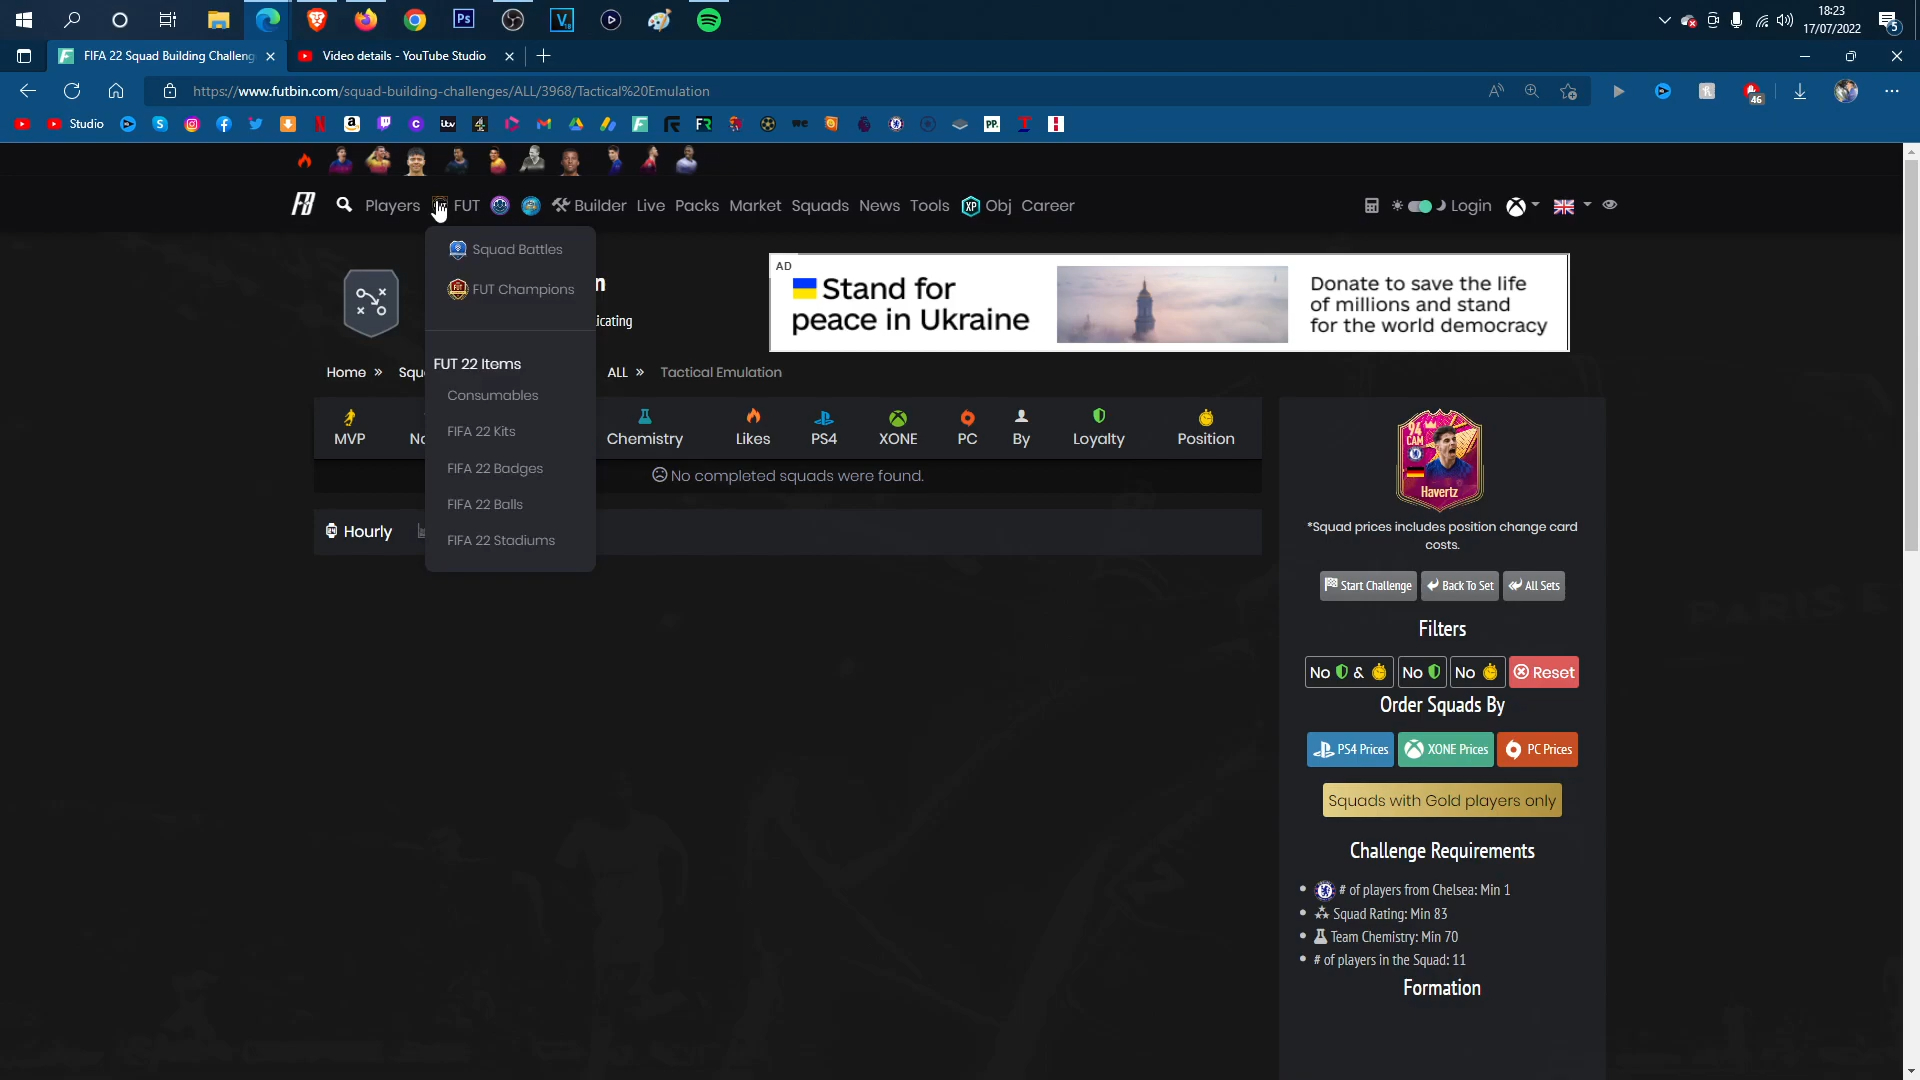 18:23
17/07/2022
5
FIFA 22 Squad Building Challeng
Video details - YouTube Studio
https://www.futbin.com/squad-building-challenges/ALL/3968/Tactical%20Emulation
46
Studio
Players FUT Builder Live Packs Market Squads News Tools XP Obj Career Login
Squad Battles
FUT Champions
n
icating
AD
Stand for
peace in Ukraine
Donate to save the life
of millions and stand
for the world democracy
FUT 22 Items
Consumables
FIFA 22 Kits
FIFA 22 Badges
FIFA 22 Balls
FIFA 22 Stadiums
Home » Squ ALL » Tactical Emulation
MVP Na Chemistry Likes PS4 XONE PC By Loyalty Position
No completed squads were found.
Hourly
94
CAM
Havertz
*Squad prices includes position change card
costs.
Start Challenge Back To Set All Sets
Filters
No & No No Reset
Order Squads By
PS4 Prices XONE Prices PC Prices
Squads with Gold players only
Challenge Requirements
• # of players from Chelsea: Min 1
• Squad Rating: Min 83
• Team Chemistry: Min 70
• # of players in the Squad: 11
Formation